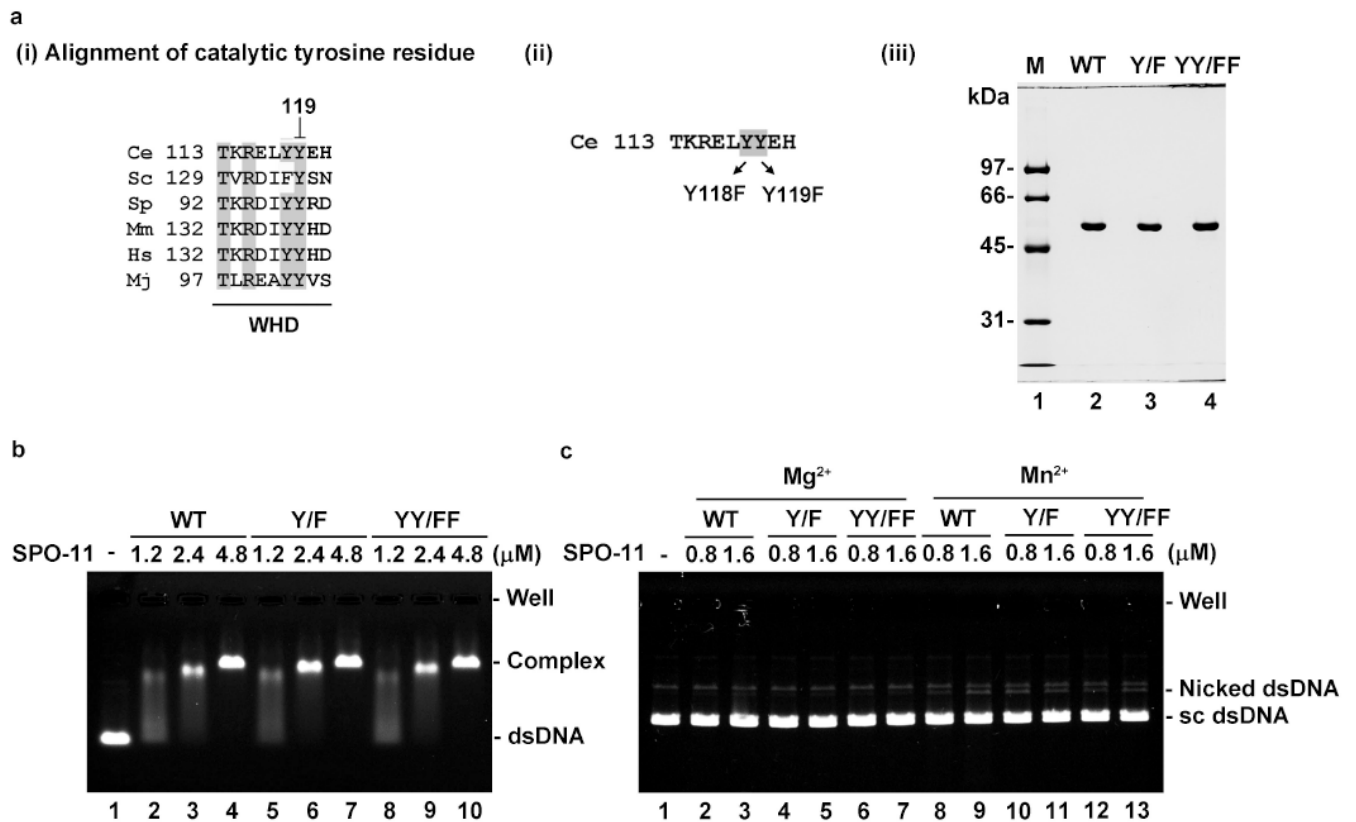 a
(i) Alignment of catalytic tyrosine residue
119
Ce 113 TKRELYYEH
Sc 129 TVRDIFYSN
Sp 92 TKRDIYYRD
Mm 132 TKRDIYYHD
Hs 132 TKRDIYYHD
Mj 97 TLREAYYVS
WHD
(ii)
Ce 113 TKRELYYEH
Y118F Y119F
(iii)
M WT Y/F YY/FF
kDa
97-
66-
45-
31-
1 2 3 4
b
WT Y/F YY/FF
SPO-11 - 1.2 2.4 4.8 1.2 2.4 4.8 1.2 2.4 4.8 (μM)
- Well
- Complex
- dsDNA
1 2 3 4 5 6 7 8 9 10
c
Mg²⁺ Mn²⁺
WT Y/F YY/FF WT Y/F YY/FF
SPO-11 - 0.8 1.6 0.8 1.6 0.8 1.6 0.8 1.6 0.8 1.6 0.8 1.6 (μM)
- Well
- Nicked dsDNA
- sc dsDNA
1 2 3 4 5 6 7 8 9 10 11 12 13